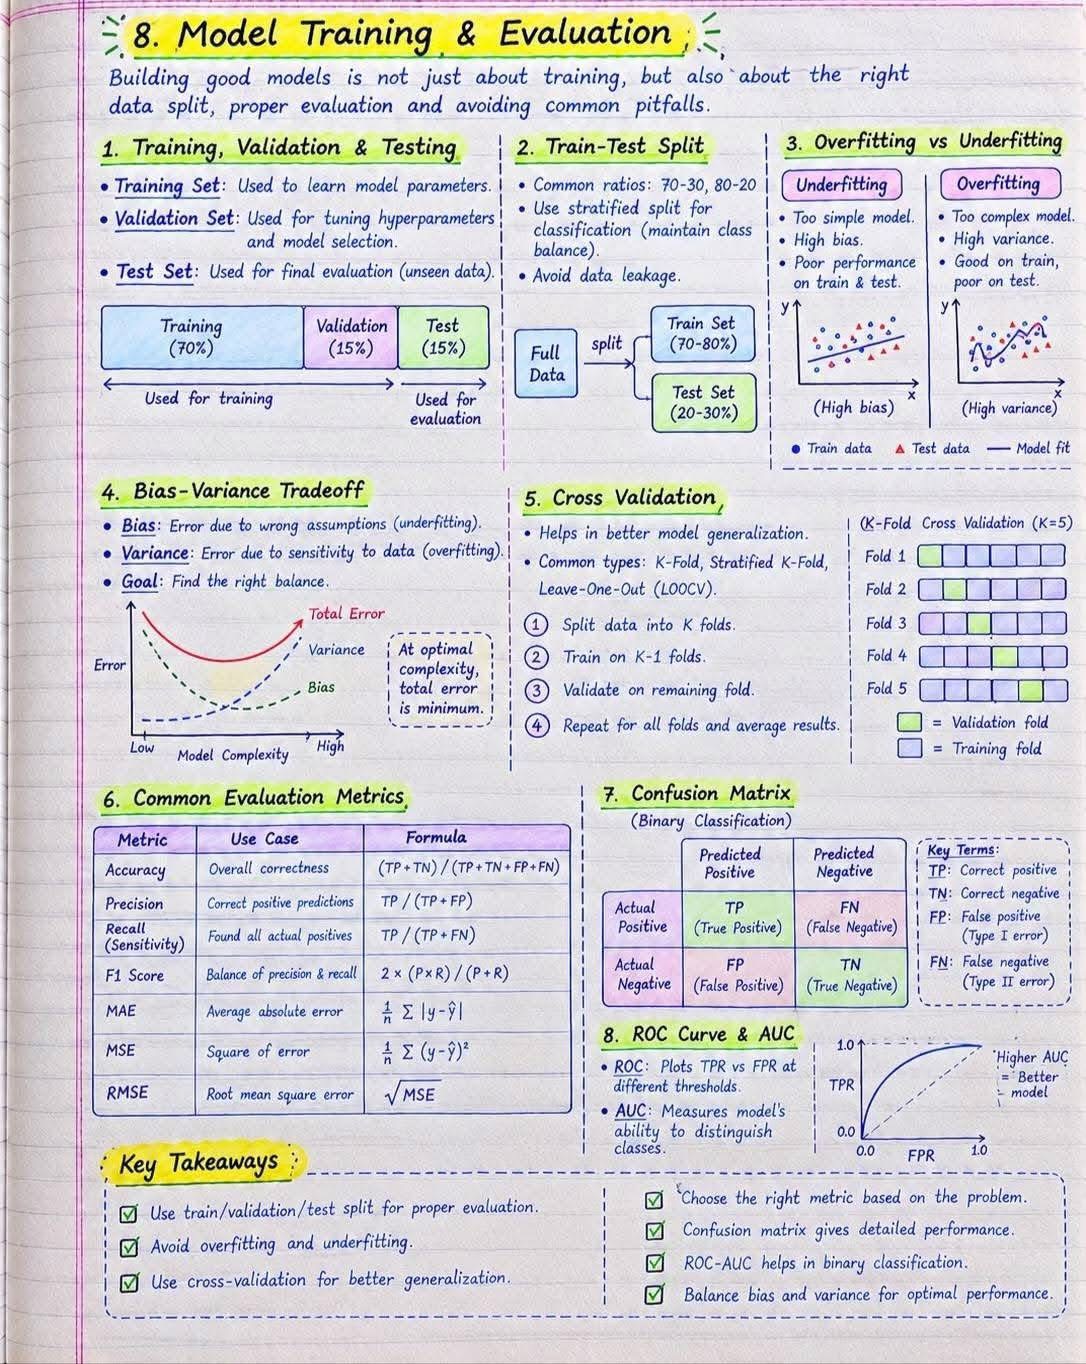 8. Model Training & Evaluation
Building good models is not just about training, but also about the right
data split, proper evaluation and avoiding common pitfalls.
1. Training, Validation & Testing
• Training Set: Used to learn model parameters.
• Validation Set: Used for tuning hyperparameters
and model selection.
• Test Set: Used for final evaluation (unseen data).
Training
(70%)
Validation
(15%)
Test
(15%)
Used for training
Used for
evaluation
2. Train-Test Split
• Common ratios: 70-30, 80-20
• Use stratified split for
classification (maintain class
balance).
• Avoid data leakage.
Full
Data
split
Train Set
(70-80%)
Test Set
(20-30%)
3. Overfitting vs Underfitting
Underfitting
• Too simple model.
• High bias.
• Poor performance
on train & test.
y
x
(High bias)
Overfitting
• Too complex model.
• High variance.
• Good on train,
poor on test.
y
x
(High variance)
Train data
Test data
Model fit
4. Bias-Variance Tradeoff
• Bias: Error due to wrong assumptions (underfitting).
• Variance: Error due to sensitivity to data (overfitting).
• Goal: Find the right balance.
Total Error
Variance
Bias
Error
Low
Model Complexity
High
At optimal
complexity,
total error
is minimum.
5. Cross Validation
• Helps in better model generalization.
• Common types: K-Fold, Stratified K-Fold,
Leave-One-Out (LOOCV).
1 Split data into K folds.
2 Train on K-1 folds.
3 Validate on remaining fold.
4 Repeat for all folds and average results.
(K-Fold Cross Validation (K=5)
Fold 1
Fold 2
Fold 3
Fold 4
Fold 5
= Validation fold
= Training fold
6. Common Evaluation Metrics
Metric Use Case Formula
Accuracy Overall correctness (TP+TN) / (TP+TN+FP+FN)
Precision Correct positive predictions TP / (TP+FP)
Recall
(Sensitivity) Found all actual positives TP / (TP+FN)
F1 Score Balance of precision & recall 2 × (P×R) / (P+R)
MAE Average absolute error 1/n Σ |y-ŷ|
MSE Square of error 1/n Σ (y-ŷ)²
RMSE Root mean square error √MSE
7. Confusion Matrix
(Binary Classification)
Predicted
Positive
Predicted
Negative
Actual
Positive
TP
(True Positive)
FN
(False Negative)
Actual
Negative
FP
(False Positive)
TN
(True Negative)
Key Terms:
TP: Correct positive
TN: Correct negative
FP: False positive
(Type I error)
FN: False negative
(Type II error)
8. ROC Curve & AUC
• ROC: Plots TPR vs FPR at
different thresholds.
• AUC: Measures model's
ability to distinguish
classes.
1.0
TPR
0.0
0.0
FPR
1.0
Higher AUC
= Better
model
Key Takeaways
Use train/validation/test split for proper evaluation.
Avoid overfitting and underfitting.
Use cross-validation for better generalization.
Choose the right metric based on the problem.
Confusion matrix gives detailed performance.
ROC-AUC helps in binary classification.
Balance bias and variance for optimal performance.